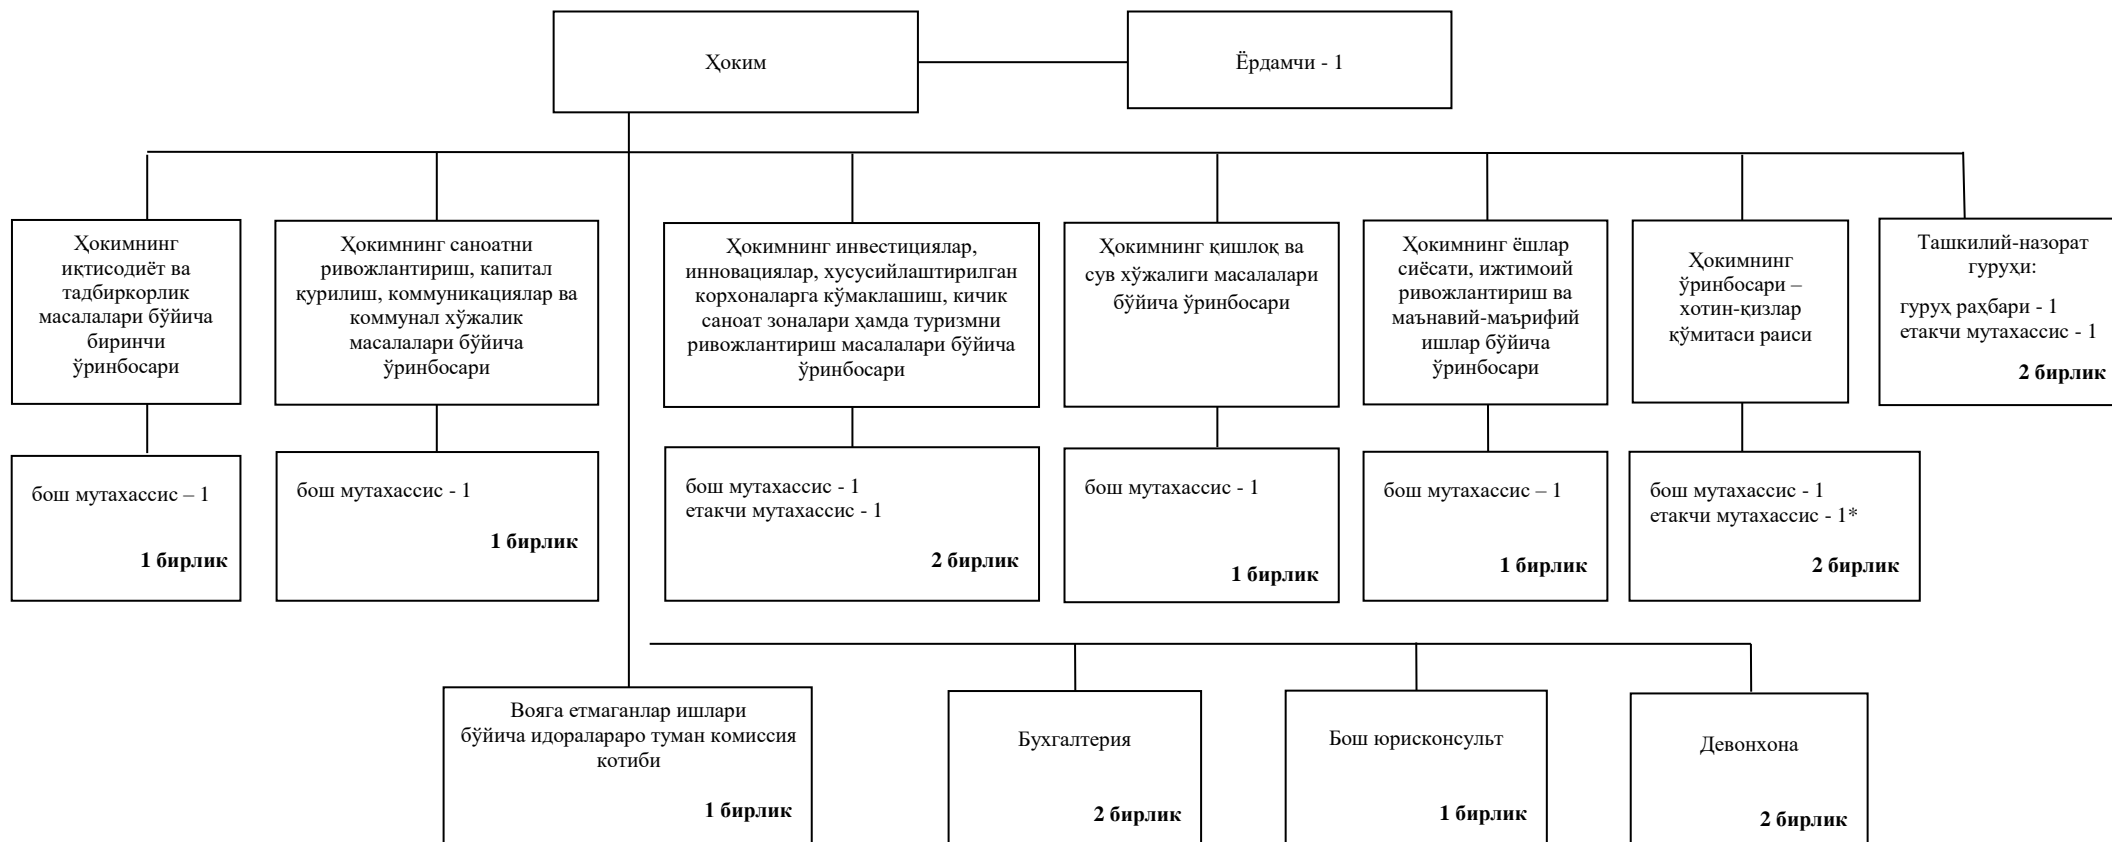 Ҳоким
Ёрдамчи - 1
Ҳокимнинг
иқтисодиёт ва
тадбиркорлик
масалалари бўйича
биринчи
ўринбосари
Ҳокимнинг саноатни
ривожлантириш, капитал
қурилиш, коммуникациялар ва
коммунал хўжалик
масалалари бўйича
ўринбосари
Ҳокимнинг инвестициялар,
инновациялар, хусусийлаштирилган
корхоналарга кўмаклашиш, кичик
саноат зоналари ҳамда туризмни
ривожлантириш масалалари бўйича
ўринбосари
Ҳокимнинг қишлоқ ва
сув хўжалиги масалалари
бўйича ўринбосари
Ҳокимнинг ёшлар
сиёсати, ижтимоий
ривожлантириш ва
маънавий-маърифий
ишлар бўйича
ўринбосари
Ҳокимнинг
ўринбосари –
хотин-қизлар
қўмитаси раиси
Ташкилий-назорат
гуруҳи:
гуруҳ раҳбари - 1
етакчи мутахассис - 1
2 бирлик
бош мутахассис – 1
1 бирлик
бош мутахассис - 1
1 бирлик
бош мутахассис - 1
етакчи мутахассис - 1
2 бирлик
бош мутахассис - 1
1 бирлик
бош мутахассис – 1
1 бирлик
бош мутахассис - 1
етакчи мутахассис - 1*
2 бирлик
Вояга етмаганлар ишлари
бўйича идоралараро туман комиссия
котиби
1 бирлик
Бухгалтерия
2 бирлик
Бош юрисконсульт
1 бирлик
Девонхона
2 бирлик